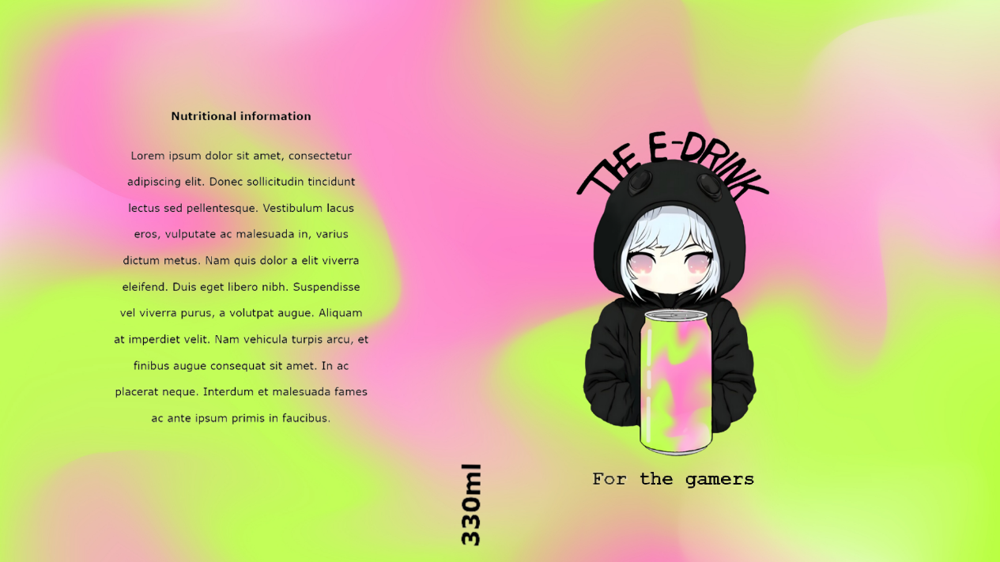 Nutritional information
Lorem ipsum dolor sit amet, consectetur
adipiscing elit. Donec sollicitudin tincidunt
lectus sed pellentesque. Vestibulum lacus
eros, vulputate ac malesuada in, varius
dictum metus. Nam quis dolor a elit viverra
eleifend. Duis eget libero nibh. Suspendisse
vel viverra purus, a volutpat augue. Aliquam
at imperdiet velit. Nam vehicula turpis arcu, et
finibus augue consequat sit amet. In ac
placerat neque. Interdum et malesuada fames
ac ante ipsum primis in faucibus.
330ml
THE E-DRINK
For the gamers